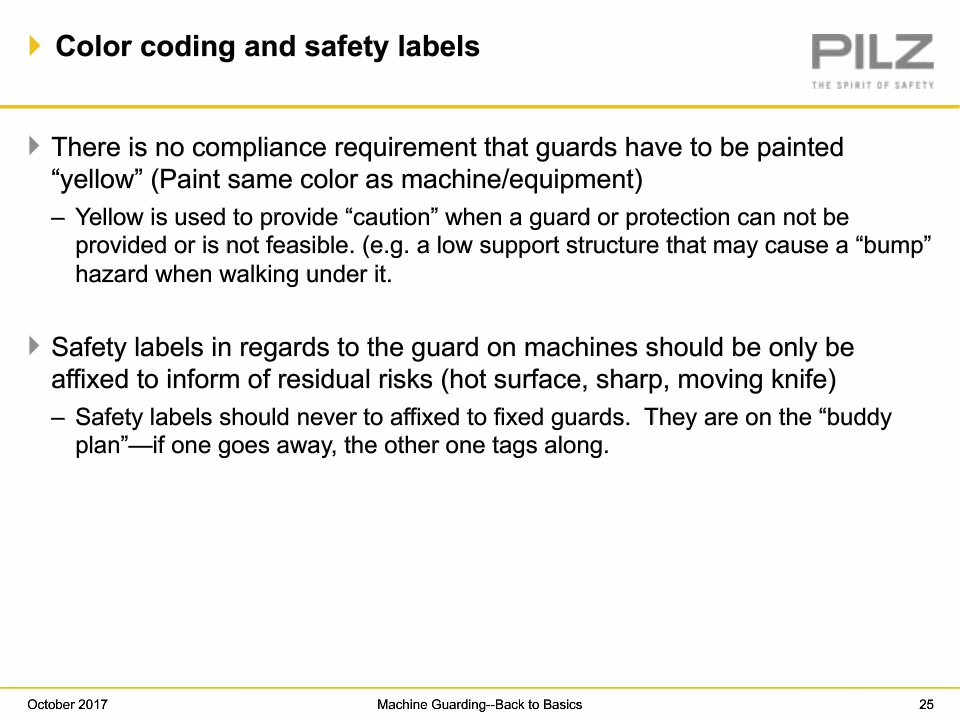 Color coding and safety labels
PILZ
THE SPIRIT OF SAFETY
There is no compliance requirement that guards have to be painted
“yellow” (Paint same color as machine/equipment)
– Yellow is used to provide “caution” when a guard or protection can not be
provided or is not feasible. (e.g. a low support structure that may cause a “bump”
hazard when walking under it.
Safety labels in regards to the guard on machines should be only be
affixed to inform of residual risks (hot surface, sharp, moving knife)
– Safety labels should never to affixed to fixed guards.  They are on the “buddy
plan”—if one goes away, the other one tags along.
October 2017
Machine Guarding--Back to Basics
25